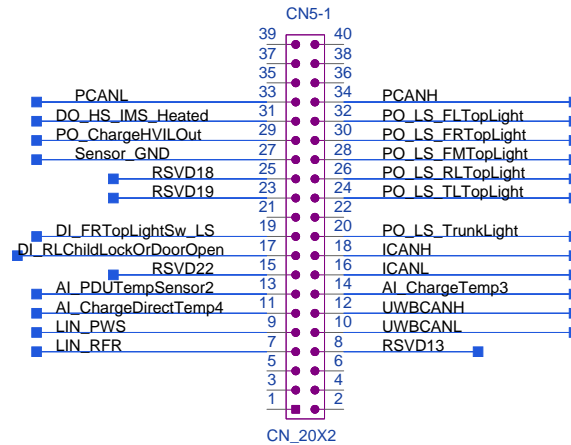 CN5-1
39 40
37 38
35 36
PCANL 33 34 PCANH
DO_HS_IMS_Heated 31 32 PO_LS_FLTopLight
PO_ChargeHVILOut 29 30 PO_LS_FRTopLight
Sensor_GND 27 28 PO_LS_FMTopLight
RSVD18 25 26 PO_LS_RLTopLight
RSVD19 23 24 PO_LS_TLTopLight
21 22
DI_FRTopLightSw_LS 19 20 PO_LS_TrunkLight
DI_RLChildLockOrDoorOpen 17 18 ICANH
RSVD22 15 16 ICANL
AI_PDUTempSensor2 13 14 AI_ChargeTemp3
AI_ChargeDirectTemp4 11 12 UWBCANH
LIN_PWS 9 10 UWBCANL
LIN_RFR 7 8 RSVD13
5 6
3 4
1 2
CN_20X2